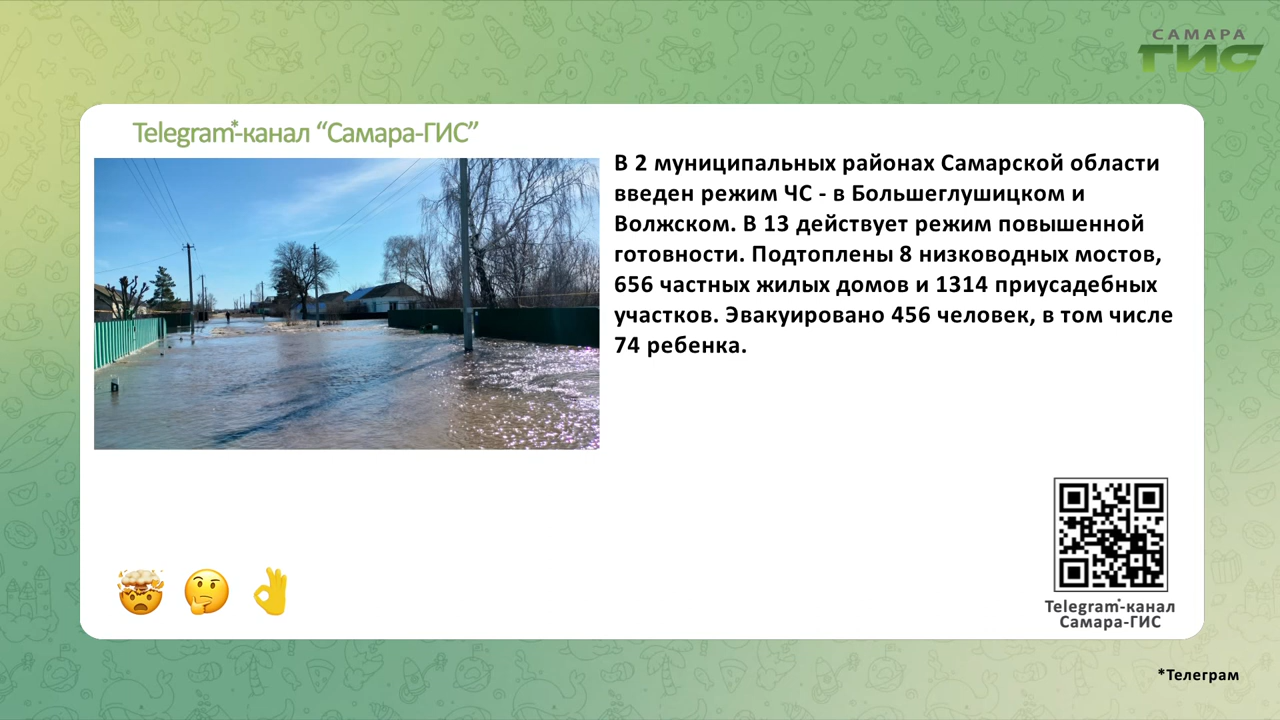 САМАРА
ГИС
Telegram*-канал “Самара-ГИС”
В 2 муниципальных районах Самарской области
введен режим ЧС - в Большеглушицком и
Волжском. В 13 действует режим повышенной
готовности. Подтоплены 8 низководных мостов,
656 частных жилых домов и 1314 приусадебных
участков. Эвакуировано 456 человек, в том числе
74 ребенка.
Telegram*-канал
Самара-ГИС
*Телеграм